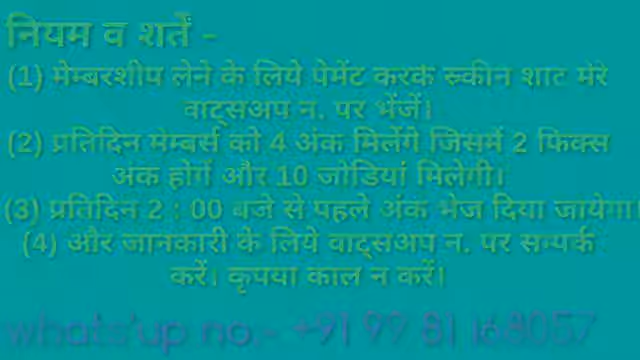 नियम व शर्ते -
(1) मेम्बरशीप लेने के लिये पेमेंट करके स्कीन शाट मेरे
वाट्सअप न. पर भेंजें।
(2) प्रतिदिन मेम्बर्स को 4 अंक मिलेंगे जिसमें 2 फिक्स
अंक होगें और 10 जोडियां मिलेगी।
(3) प्रतिदिन 2 : 00 बजे से पहले अंक भेज दिया जायेगा।
(4) और जानकारी के लिये वाट्सअप न. पर सम्पर्क
करें। कृपया काल न करें।
whats'up no.- +91 99 81 168057